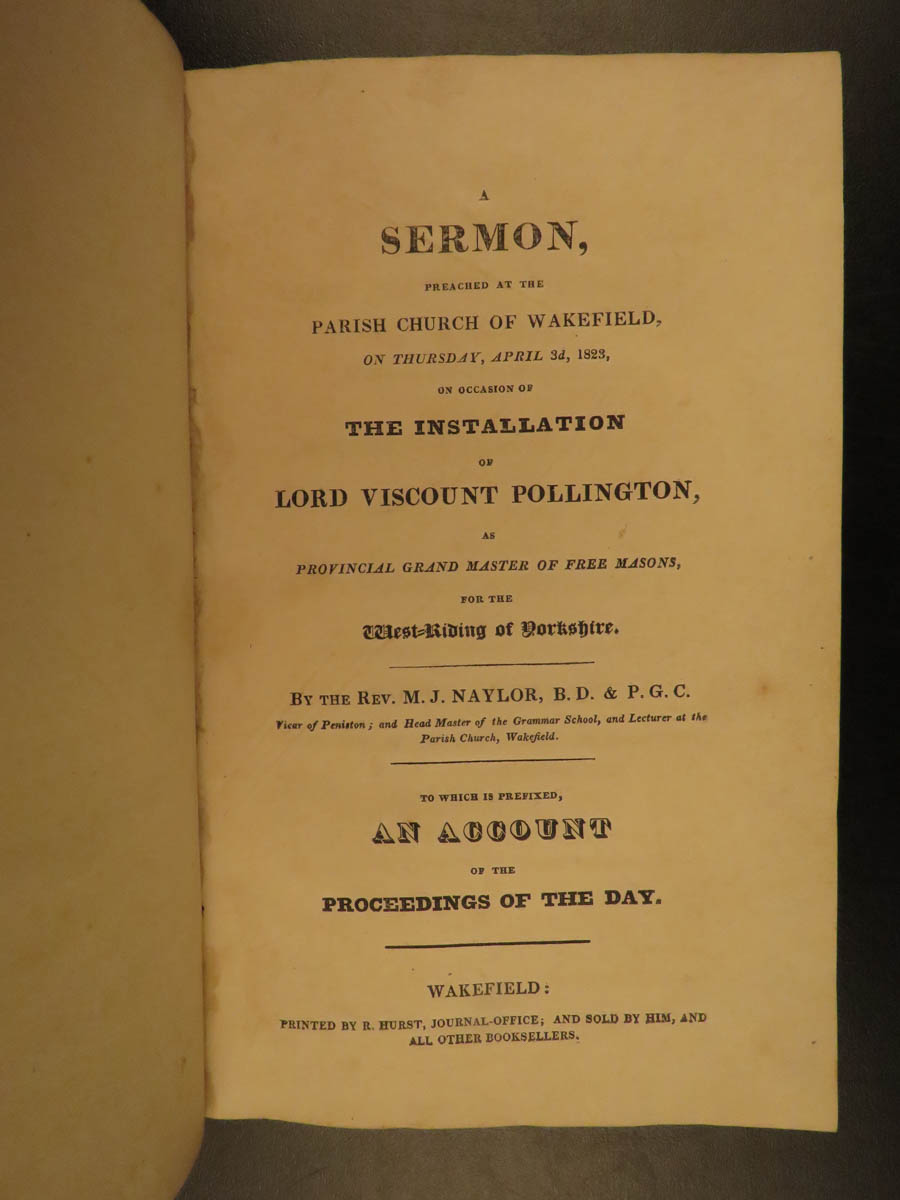 A
SERMON,
PREACHED AT THE
PARISH CHURCH OF WAKEFIELD,
ON THURSDAY, APRIL 3d, 1823,
ON OCCASION OF
THE INSTALLATION
OF
LORD VISCOUNT POLLINGTON,
AS
PROVINCIAL GRAND MASTER OF FREE MASONS,
FOR THE
West-Riding of Yorkshire.
BY THE REV. M. J. NAYLOR, B. D. & P. G. C.
Vicar of Peniston; and Head Master of the Grammar School, and Lecturer at the
Parish Church, Wakefield.
TO WHICH IS PREFIXED,
AN ACCOUNT
OF THE
PROCEEDINGS OF THE DAY.
WAKEFIELD:
PRINTED BY R. HURST, JOURNAL-OFFICE; AND SOLD BY HIM, AND
ALL OTHER BOOKSELLERS.